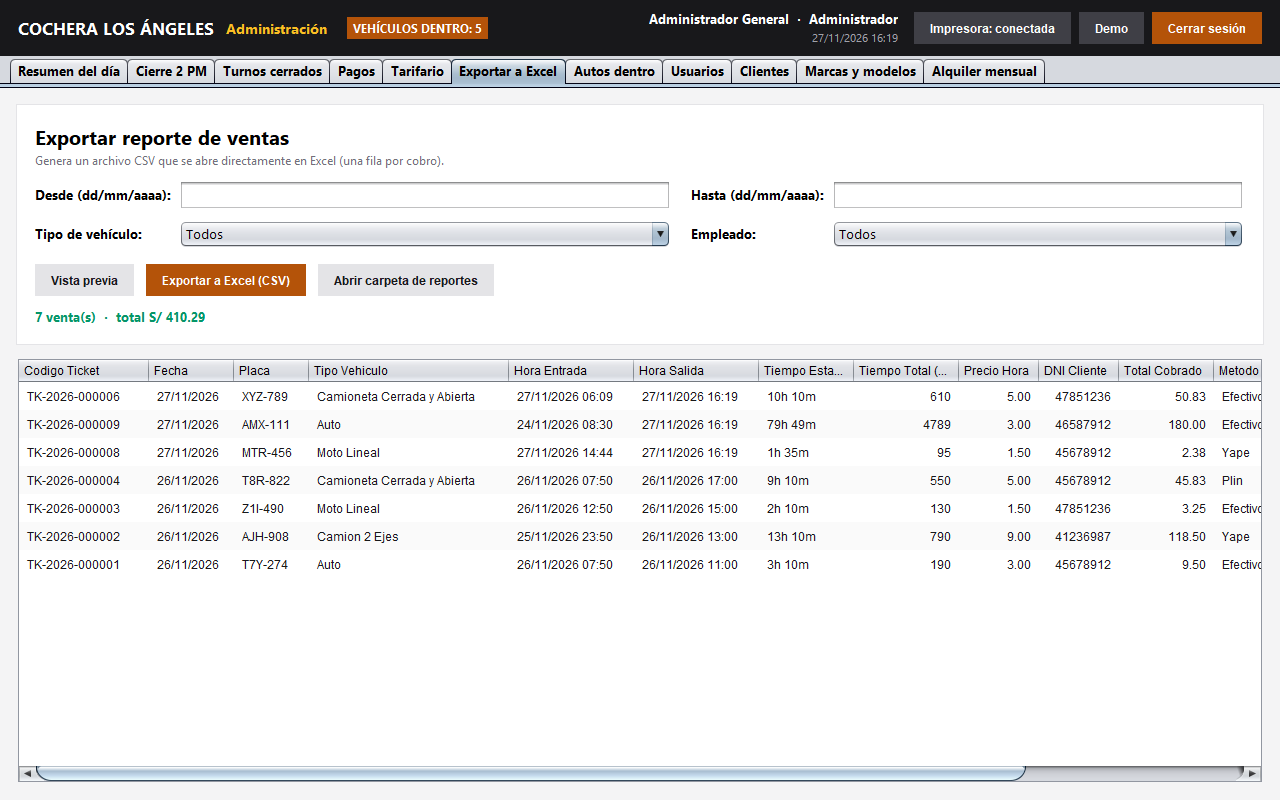 COCHERA LOS ÁNGELES Administración VEHÍCULOS DENTRO: 5 Administrador General · Administrador
27/11/2026 16:19
Impresora: conectada Demo Cerrar sesión
Resumen del día Cierre 2 PM Turnos cerrados Pagos Tarifario Exportar a Excel Autos dentro Usuarios Clientes Marcas y modelos Alquiler mensual
Exportar reporte de ventas
Genera un archivo CSV que se abre directamente en Excel (una fila por cobro).
Desde (dd/mm/aaaa): Hasta (dd/mm/aaaa):
Tipo de vehículo: Todos Empleado: Todos
Vista previa Exportar a Excel (CSV) Abrir carpeta de reportes
7 venta(s) · total S/ 410.29
Codigo Ticket Fecha Placa Tipo Vehiculo Hora Entrada Hora Salida Tiempo Esta... Tiempo Total (... Precio Hora DNI Cliente Total Cobrado Metodo
TK-2026-000006 27/11/2026 XYZ-789 Camioneta Cerrada y Abierta 27/11/2026 06:09 27/11/2026 16:19 10h 10m 610 5.00 47851236 50.83 Efectivo
TK-2026-000009 27/11/2026 AMX-111 Auto 24/11/2026 08:30 27/11/2026 16:19 79h 49m 4789 3.00 46587912 180.00 Efectivo
TK-2026-000008 27/11/2026 MTR-456 Moto Lineal 27/11/2026 14:44 27/11/2026 16:19 1h 35m 95 1.50 45678912 2.38 Yape
TK-2026-000004 26/11/2026 T8R-822 Camioneta Cerrada y Abierta 26/11/2026 07:50 26/11/2026 17:00 9h 10m 550 5.00 45678912 45.83 Plin
TK-2026-000003 26/11/2026 Z1I-490 Moto Lineal 26/11/2026 12:50 26/11/2026 15:00 2h 10m 130 1.50 47851236 3.25 Efectivo
TK-2026-000002 26/11/2026 AJH-908 Camion 2 Ejes 25/11/2026 23:50 26/11/2026 13:00 13h 10m 790 9.00 41236987 118.50 Yape
TK-2026-000001 26/11/2026 T7Y-274 Auto 26/11/2026 07:50 26/11/2026 11:00 3h 10m 190 3.00 45678912 9.50 Efectivo